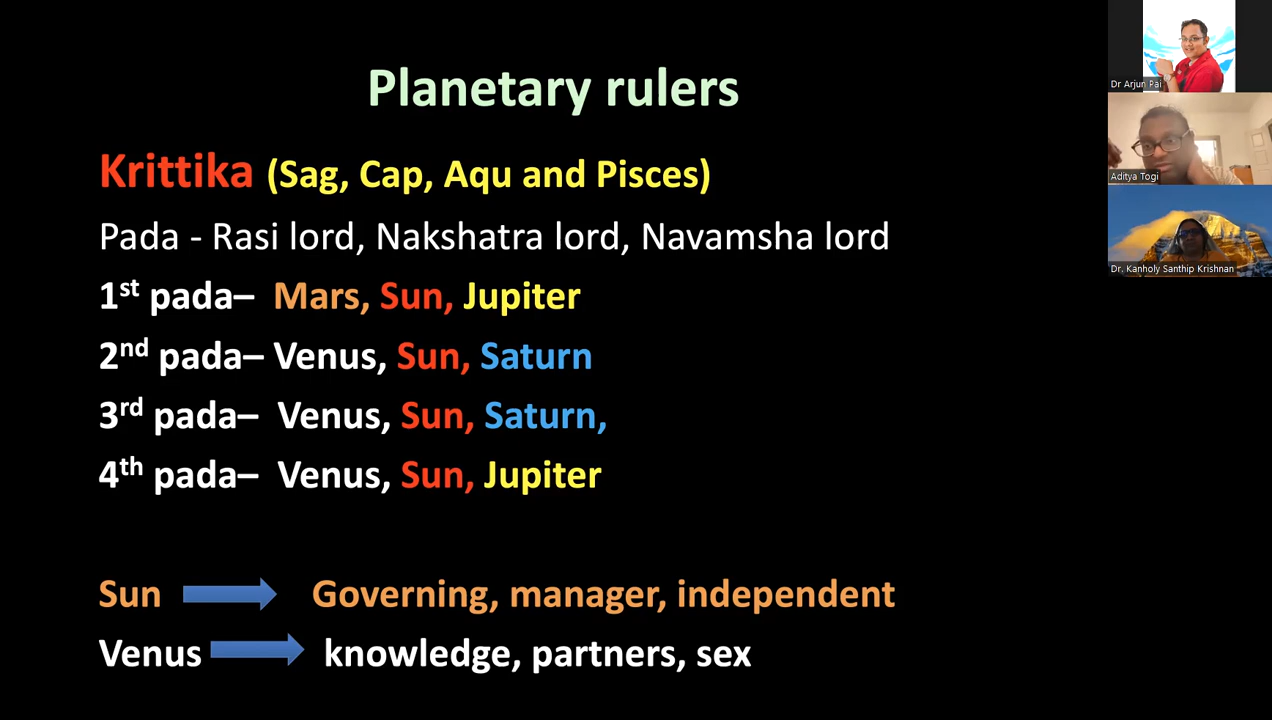 Planetary rulers
Krittika (Sag, Cap, Aqu and Pisces)
Pada - Rasi lord, Nakshatra lord, Navamsha lord
1st pada– Mars, Sun, Jupiter
2nd pada– Venus, Sun, Saturn
3rd pada– Venus, Sun, Saturn,
4th pada– Venus, Sun, Jupiter
Sun Governing, manager, independent
Venus knowledge, partners, sex
Dr Arjun Pai
Aditya Togi
Dr. Kanholy Santhip Krishnan